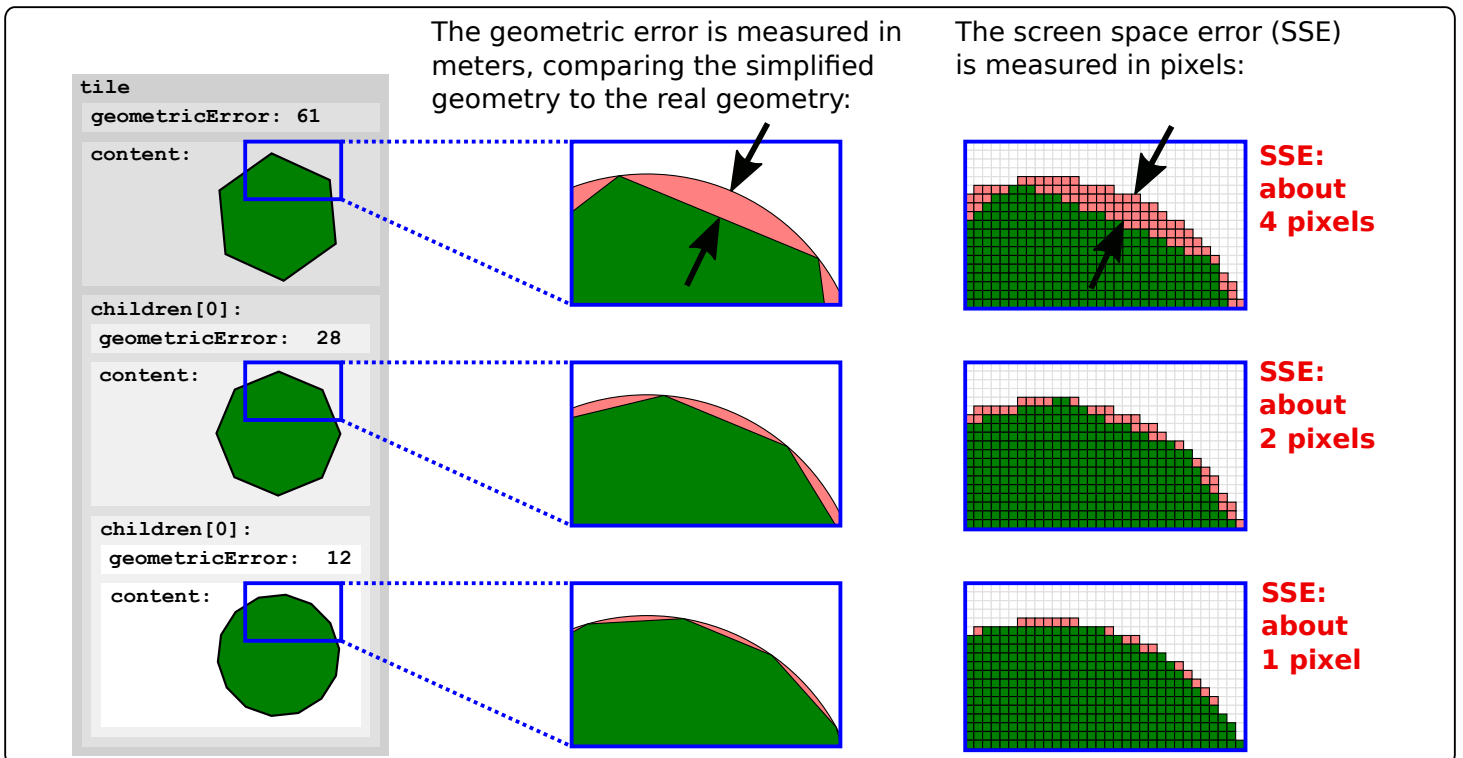 The geometric error is measured in
meters, comparing the simplified
geometry to the real geometry:
The screen space error (SSE)
is measured in pixels:
tile
geometricError: 61
content:
SSE:
about
4 pixels
children[0]:
geometricError: 28
content:
SSE:
about
2 pixels
children[0]:
geometricError: 12
content:
SSE:
about
1 pixel